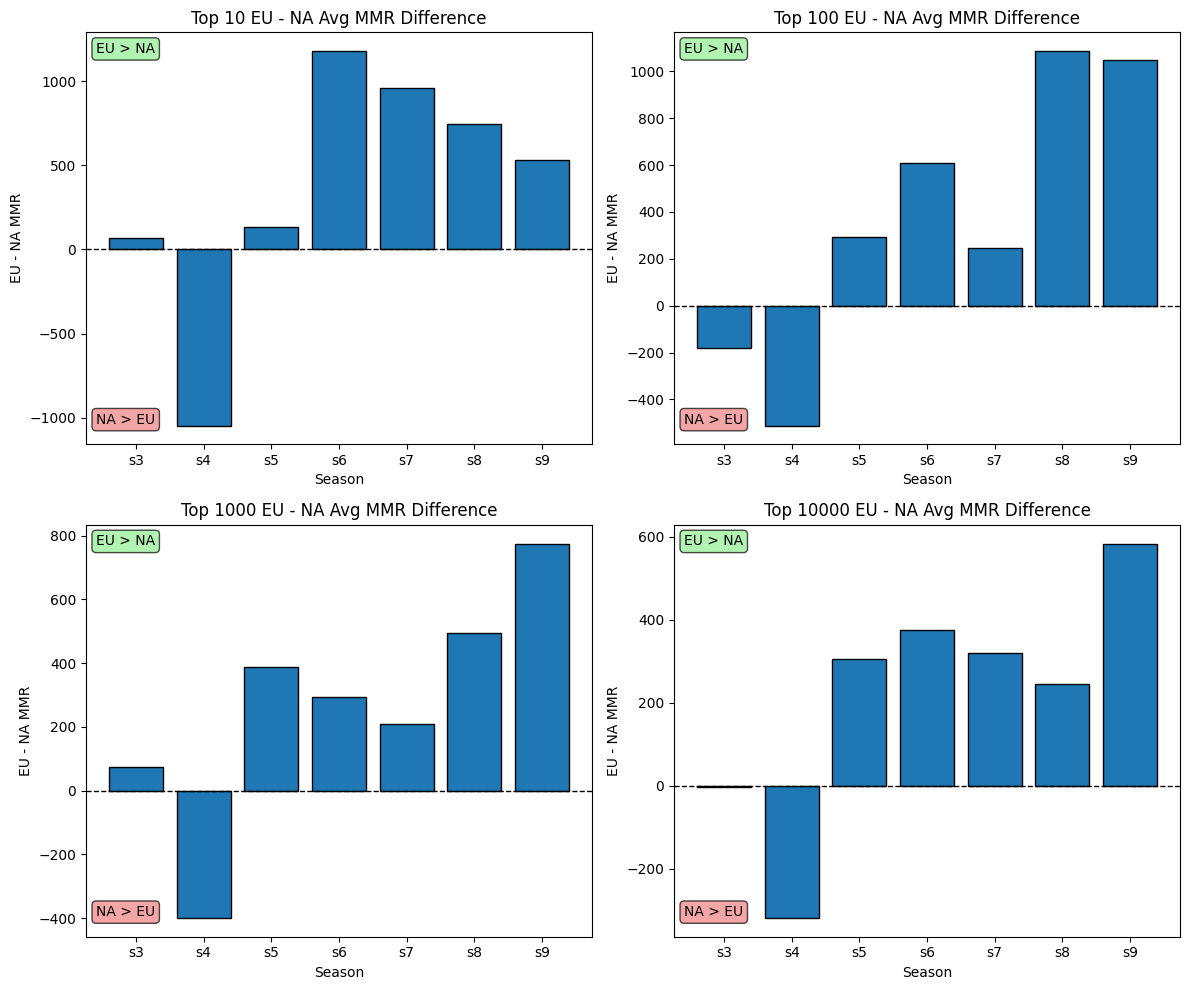 Top 10 EU - NA Avg MMR Difference
EU > NA
1000
500
0
−500
−1000
EU - NA MMR
NA > EU
s3 s4 s5 s6 s7 s8 s9
Season
Top 100 EU - NA Avg MMR Difference
EU > NA
1000
800
600
400
200
0
−200
−400
EU - NA MMR
NA > EU
s3 s4 s5 s6 s7 s8 s9
Season
Top 1000 EU - NA Avg MMR Difference
EU > NA
800
600
400
200
0
−200
−400
EU - NA MMR
NA > EU
s3 s4 s5 s6 s7 s8 s9
Season
Top 10000 EU - NA Avg MMR Difference
EU > NA
600
400
200
0
−200
EU - NA MMR
NA > EU
s3 s4 s5 s6 s7 s8 s9
Season